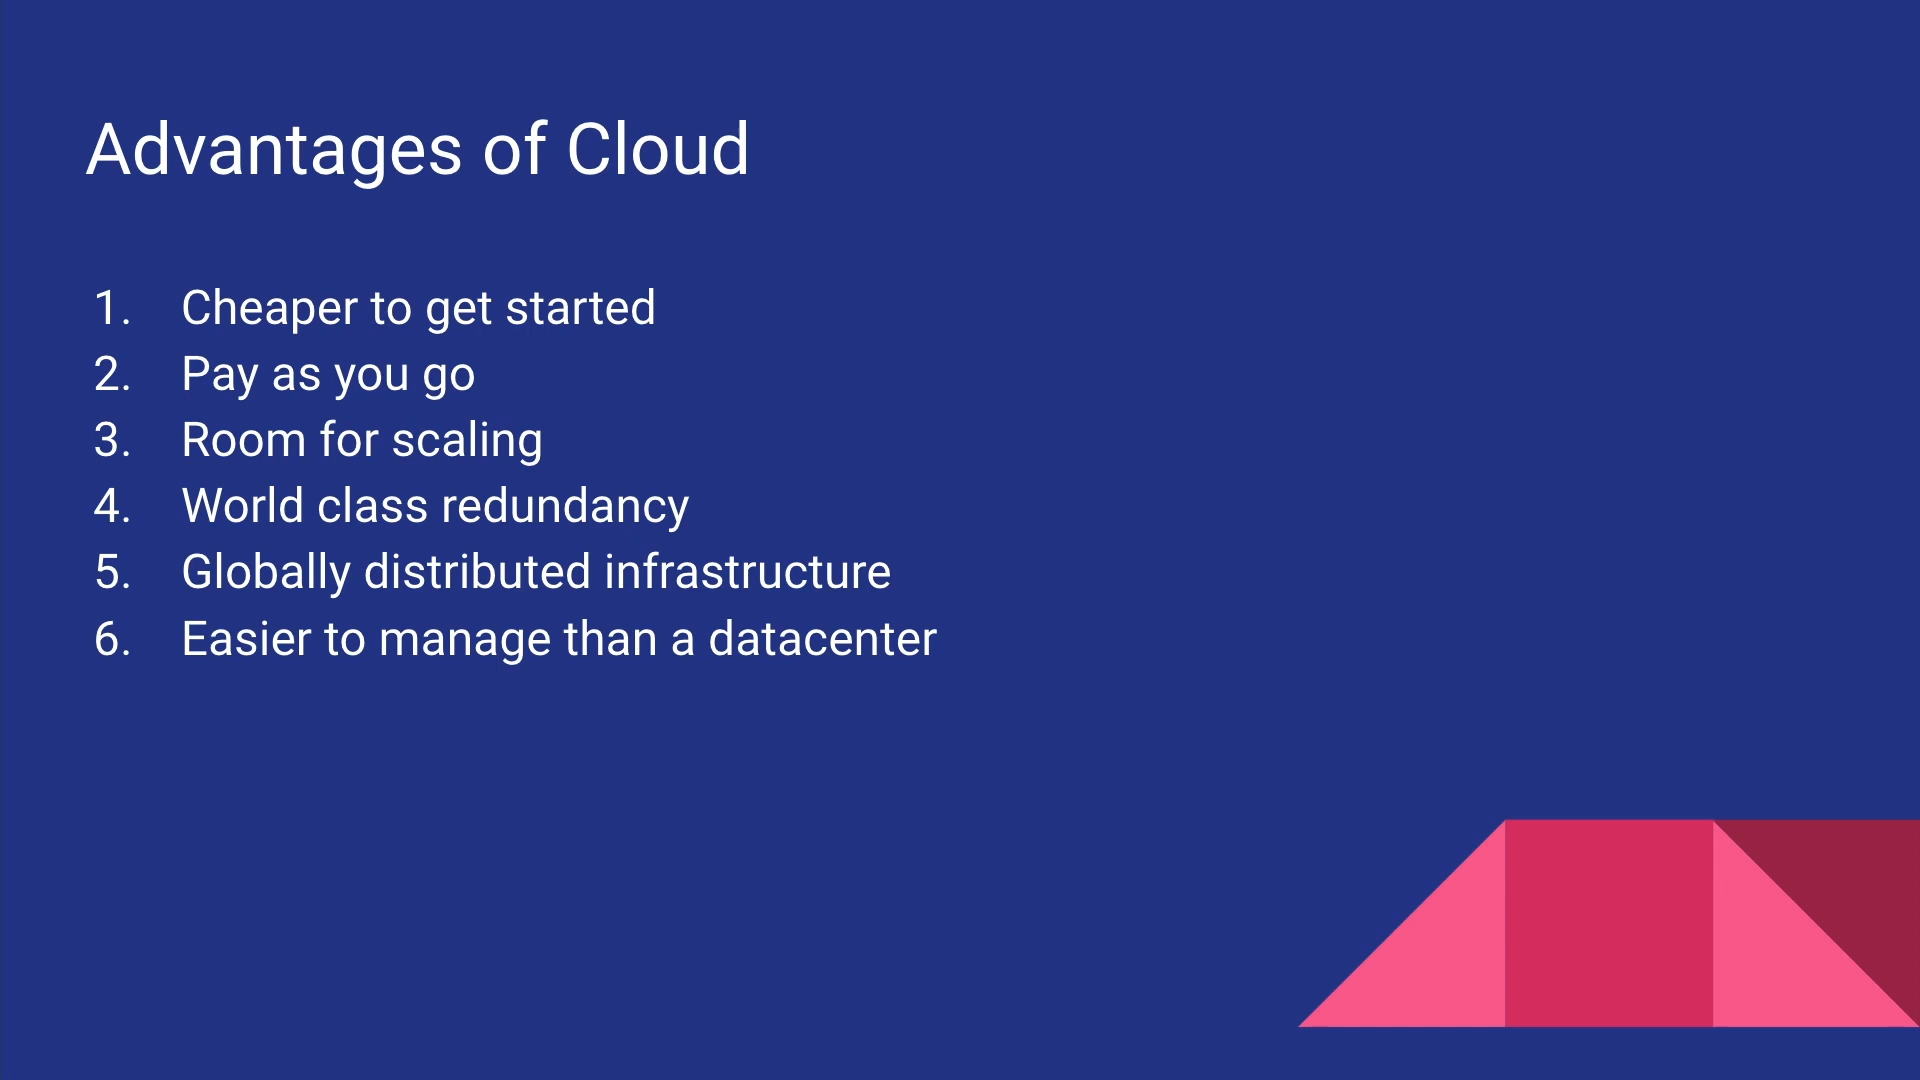 Advantages of Cloud
1. Cheaper to get started
2. Pay as you go
3. Room for scaling
4. World class redundancy
5. Globally distributed infrastructure
6. Easier to manage than a datacenter